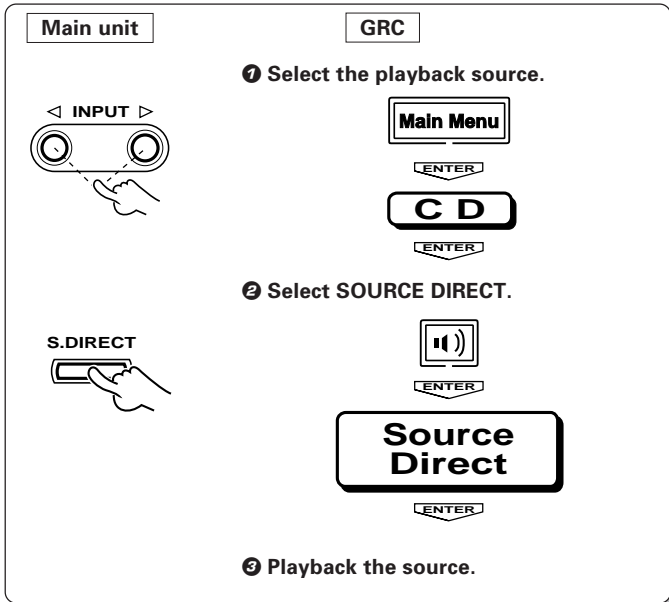 Main unit
GRC
❶ Select the playback source.
◁ INPUT ▷
Main Menu
ENTER
CD
ENTER
❷ Select SOURCE DIRECT.
S.DIRECT
ENTER
Source
Direct
ENTER
❸ Playback the source.